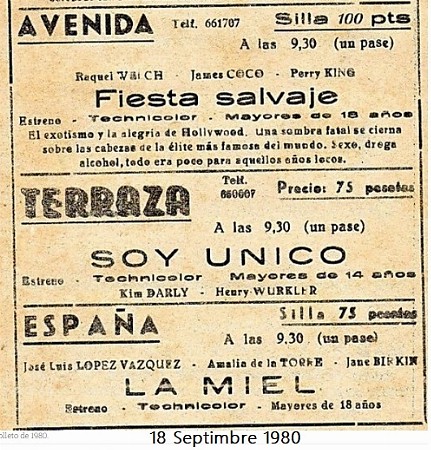 AVENIDA Telf. 661707 Silla 100 pts
A las 9,30 (un pase)
Raquel WELCH - James COCO - Perry KING
Fiesta salvaje
Estreno - Technicolor - Mayores de 18 años
El exotismo y la alegria de Hollywood. Una sombra fatal se cierna
sobre las cabezas de la élite más famosa del mundo. Sexo, droga
alcohol, todo era poco para aquellos años locos.
TERRAZA Telf. 660607 Precio: 75 pesetas
A las 9,30 (un pase)
SOY UNICO
Estreno - Technicolor - Mayores de 14 años
Kim DARLY - Henry WURKLER
ESPAÑA Silla 75 pesetas
A las 9,30 (un pase)
José Luis LOPEZ VAZQUEZ - Amalia de la TORRE - Jane BIRKIN
LA MIEL
Estreno - Technicolor - Mayores de 18 años
folleto de 1980
18 Septimbre 1980